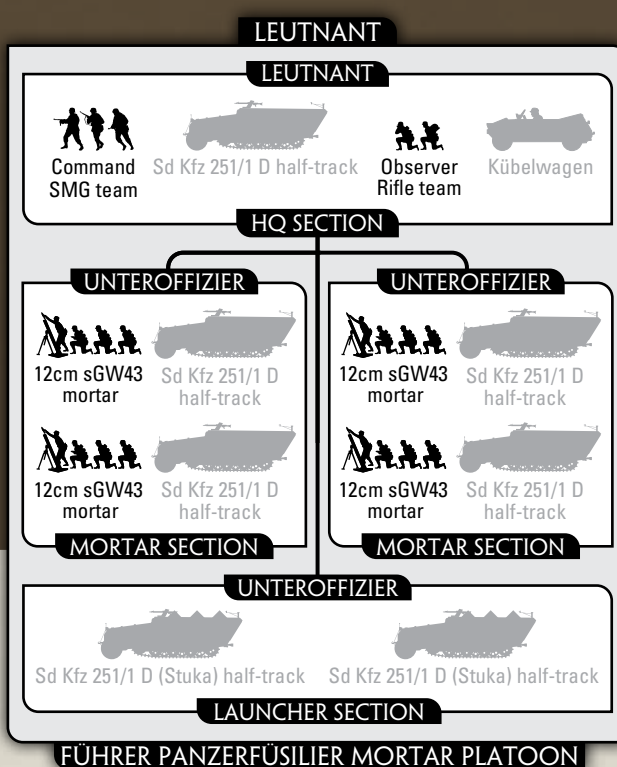 LEUTNANT
LEUTNANT
Command
SMG team
Sd Kfz 251/1 D half-track
Observer
Rifle team
Kübelwagen
HQ SECTION
UNTEROFFIZIER
12cm sGW43
mortar
Sd Kfz 251/1 D
half-track
12cm sGW43
mortar
Sd Kfz 251/1 D
half-track
MORTAR SECTION
UNTEROFFIZIER
12cm sGW43
mortar
Sd Kfz 251/1 D
half-track
12cm sGW43
mortar
Sd Kfz 251/1 D
half-track
MORTAR SECTION
UNTEROFFIZIER
Sd Kfz 251/1 D (Stuka) half-track
Sd Kfz 251/1 D (Stuka) half-track
LAUNCHER SECTION
FÜHRER PANZERFÜSILIER MORTAR PLATOON